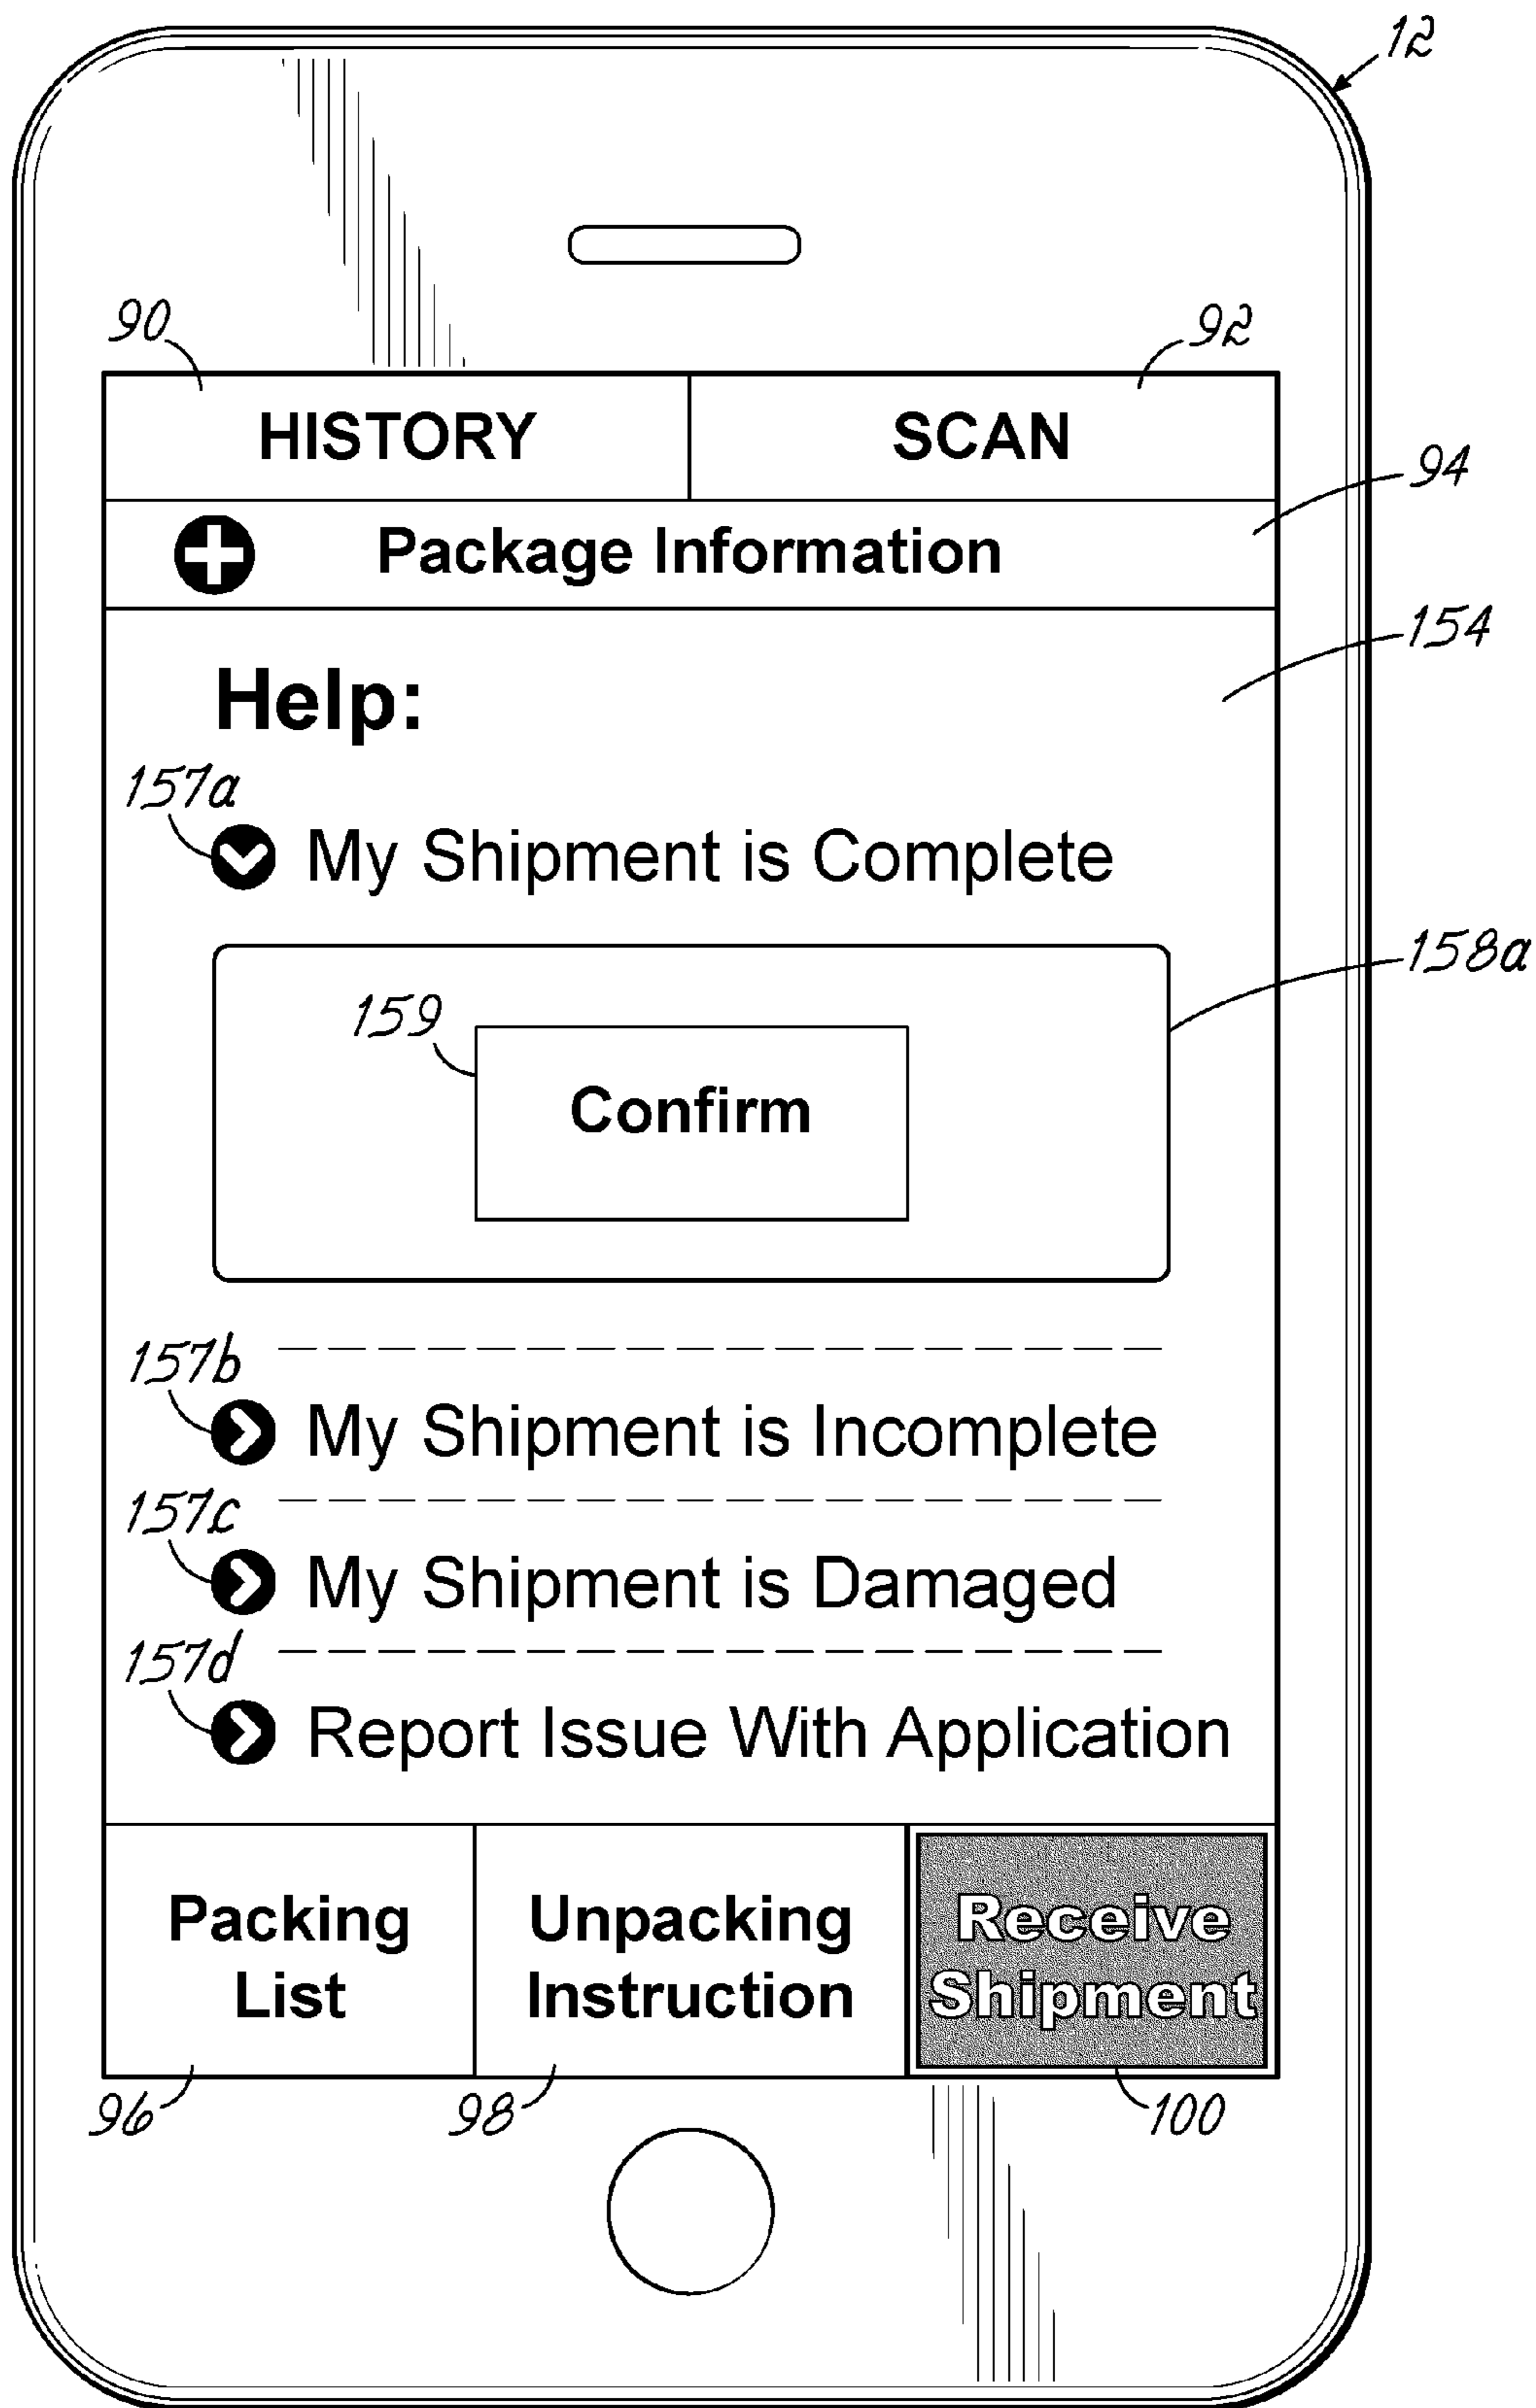 12
90
92
HISTORY
SCAN
94
Package Information
154
Help:
157a
My Shipment is Complete
158a
159
Confirm
157b
My Shipment is Incomplete
157c
My Shipment is Damaged
157d
Report Issue With Application
Packing
List
Unpacking
Instruction
Receive
Shipment
96
98
100